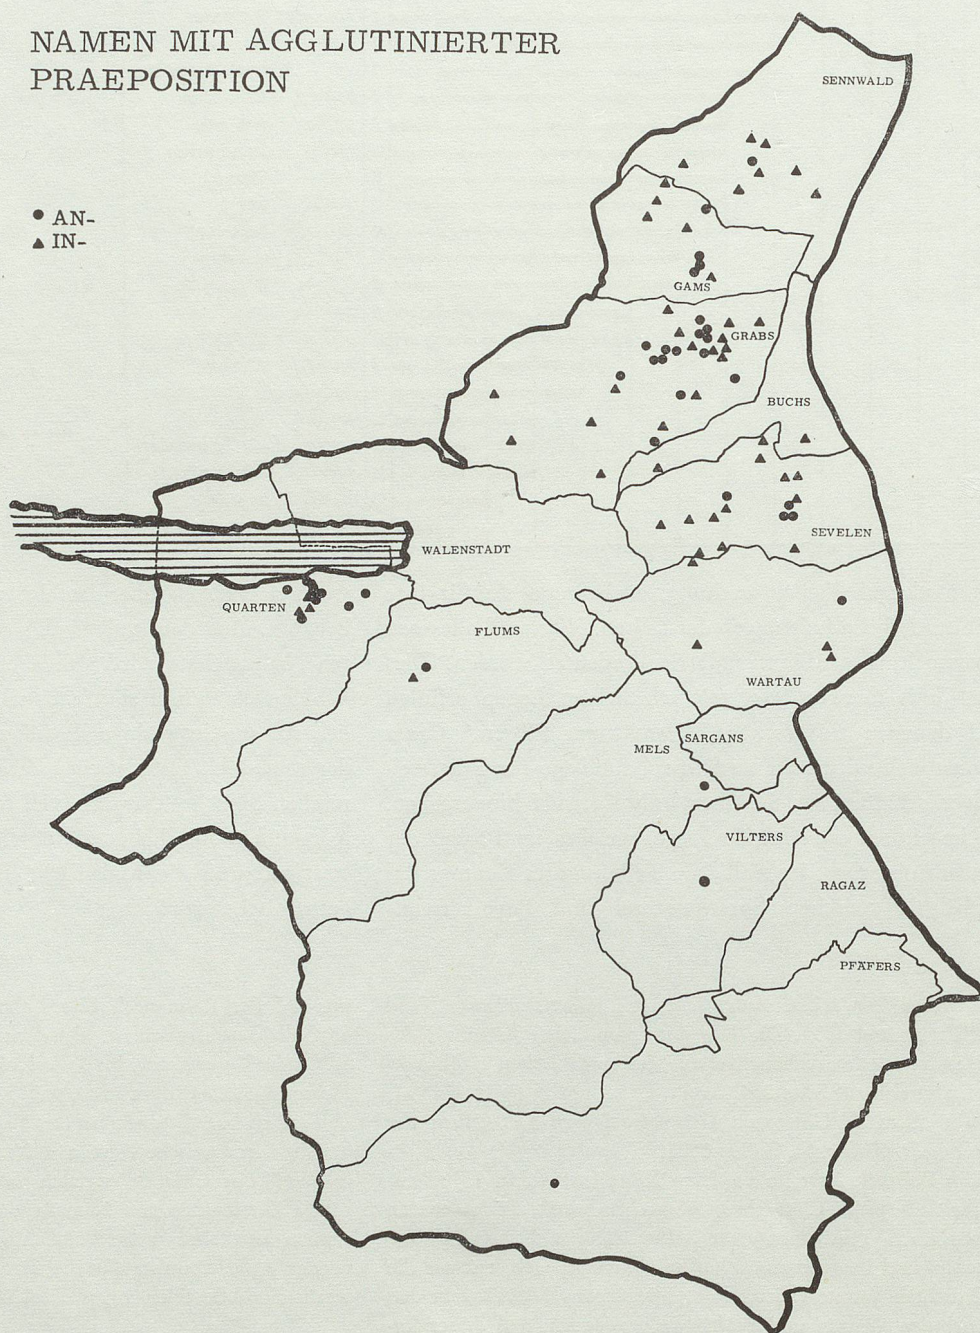 NAMEN MIT AGGLUTINIERTER
PRAEPOSITION
AN-
IN-
SENNWALD
GAMS
GRABS
BUCHS
WALENSTADT
SEVELEN
QUARTEN
FLUMS
WARTAU
MELS
SARGANS
VILTERS
RAGAZ
PFÄFERS